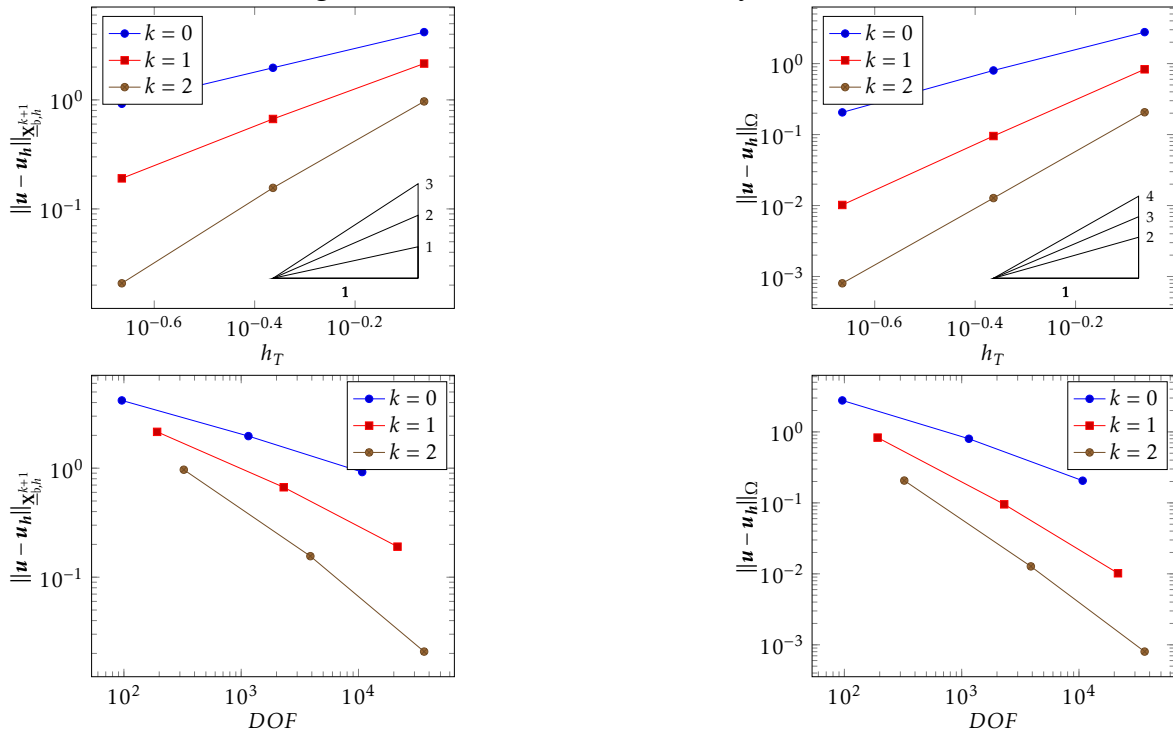 k = 0
k = 1
k = 2
10^0
10^{-1}
‖u − u_h‖_{X_{b,h}^{k+1}}
3
2
1
1
10^{-0.6} 10^{-0.4} 10^{-0.2}
h_T
k = 0
k = 1
k = 2
10^0
10^{-1}
10^{-2}
10^{-3}
‖u − u_h‖_Ω
4
3
2
1
10^{-0.6} 10^{-0.4} 10^{-0.2}
h_T
k = 0
k = 1
k = 2
10^0
10^{-1}
‖u − u_h‖_{X_{b,h}^{k+1}}
10^2 10^3 10^4
DOF
k = 0
k = 1
k = 2
10^0
10^{-1}
10^{-2}
10^{-3}
‖u − u_h‖_Ω
10^2 10^3 10^4
DOF